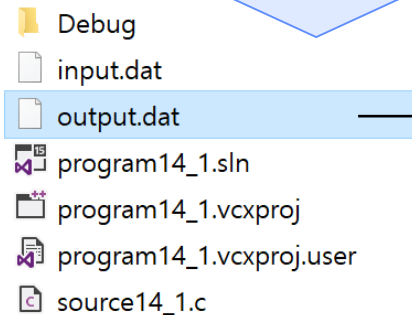 Debug
input.dat
output.dat
program14_1.sln
program14_1.vcxproj
program14_1.vcxproj.user
source14_1.c